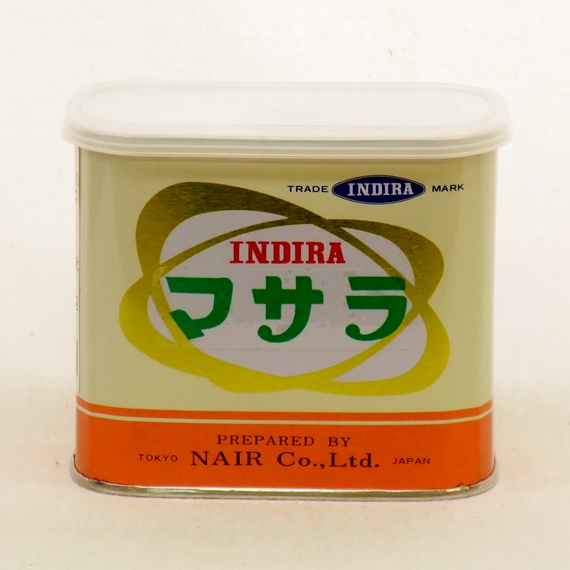 TRADE INDIRA MARK
INDIRA
マサラ
PREPARED BY
TOKYO NAIR Co.,Ltd. JAPAN